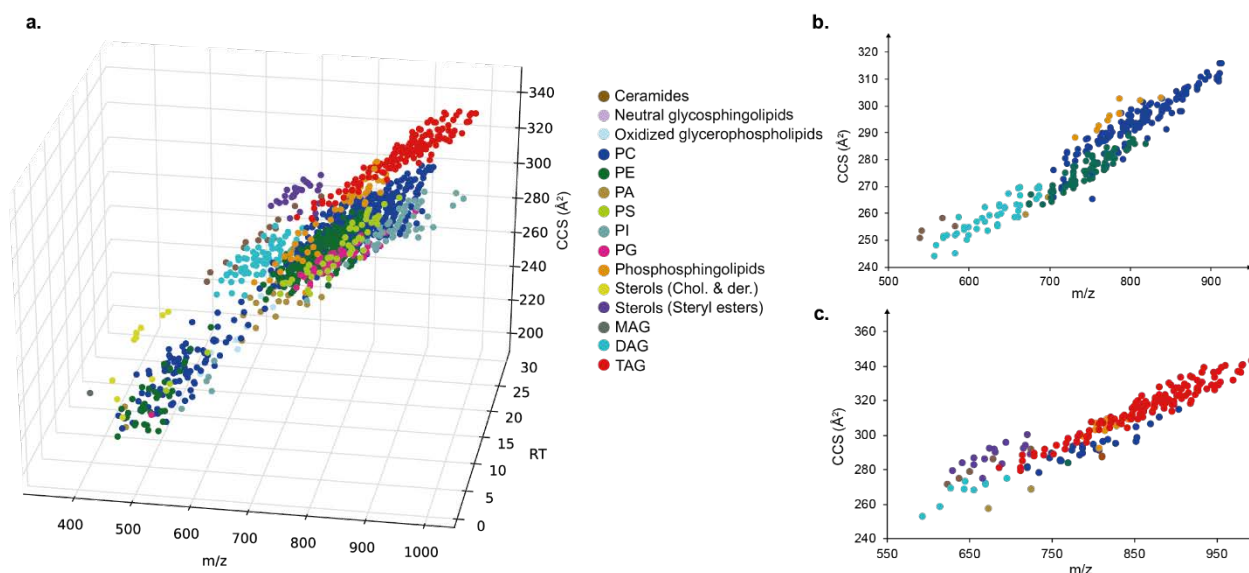 a.
340
320
300
280
260
240
220
200
CCS (Å²)
30
25
20
15
10
5
0
RT
400
500
600
700
800
900
1000
m/z
Ceramides
Neutral glycosphingolipids
Oxidized glycerophospholipids
PC
PE
PA
PS
PI
PG
Phosphosphingolipids
Sterols (Chol. & der.)
Sterols (Steryl esters)
MAG
DAG
TAG
b.
320
310
300
290
280
270
260
250
240
CCS (Å²)
500
600
700
800
900
m/z
c.
360
340
320
300
280
260
240
CCS (Å²)
550
650
750
850
950
m/z